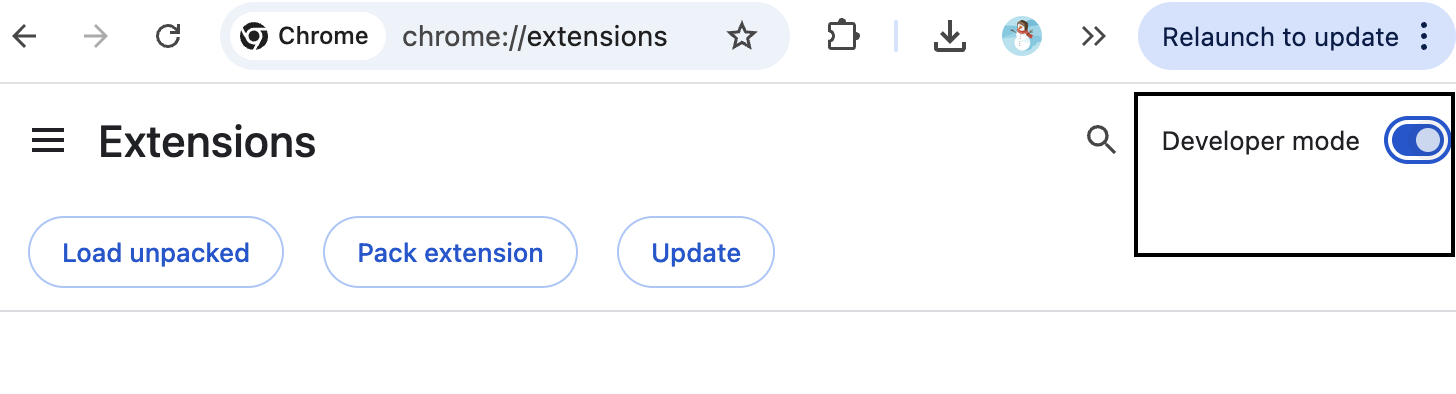 Chrome chrome://extensions Relaunch to update
Extensions Developer mode
Load unpacked Pack extension Update